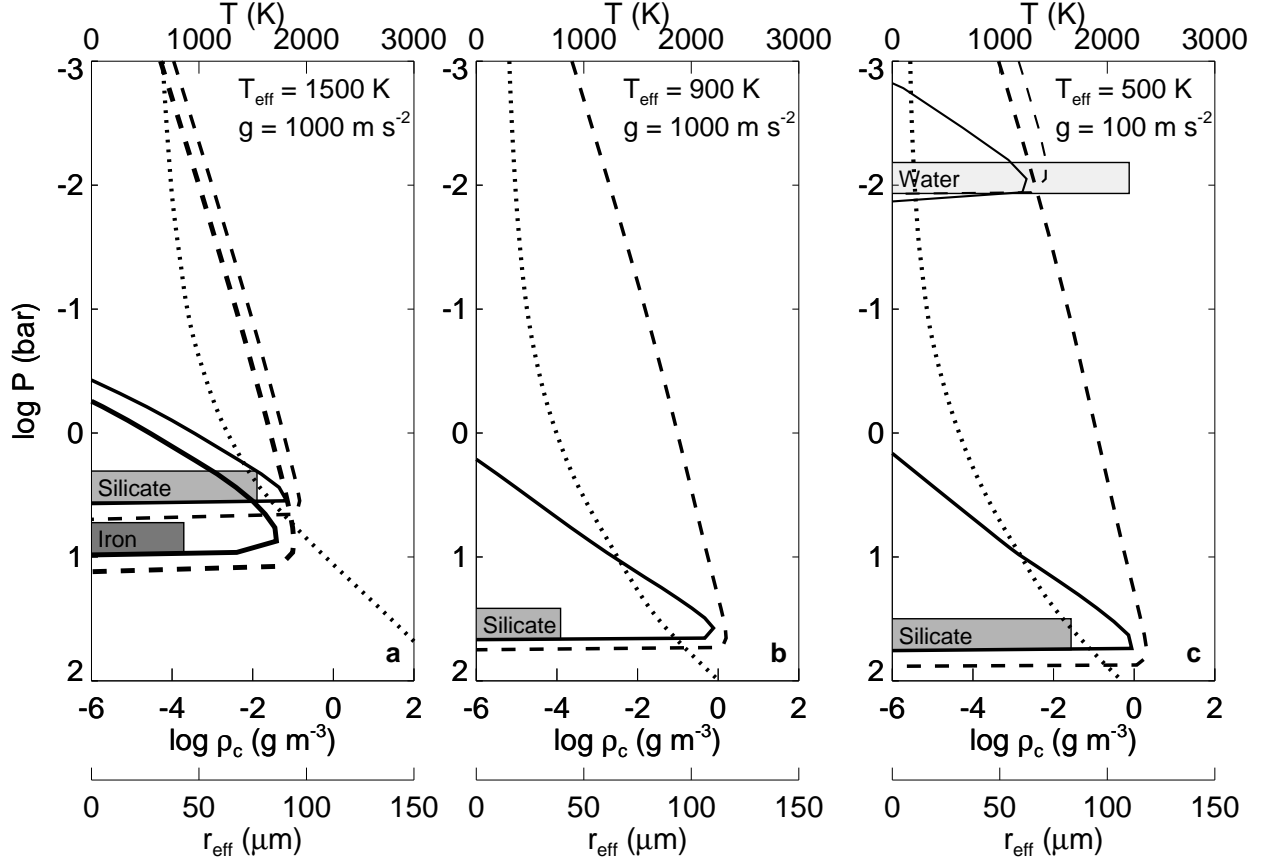 T (K) T (K) T (K)
0 1000 2000 3000 0 1000 2000 0 1000 2000 3000
-3 -3 -3
T_eff = 1500 K T_eff = 900 K T_eff = 500 K
g = 1000 m s^-2 g = 1000 m s^-2 g = 100 m s^-2
-2 -2 -2
Water
-1 -1 -1
log P (bar)
0 0 0
Silicate
Iron
1 1 1
Silicate Silicate
a b c
2 2 2
-6 -4 -2 0 2 -6 -4 -2 0 2 -6 -4 -2 0 2
log ρ_c (g m^-3) log ρ_c (g m^-3) log ρ_c (g m^-3)
0 50 100 150 0 50 100 150 0 50 100 150
r_eff (μm) r_eff (μm) r_eff (μm)